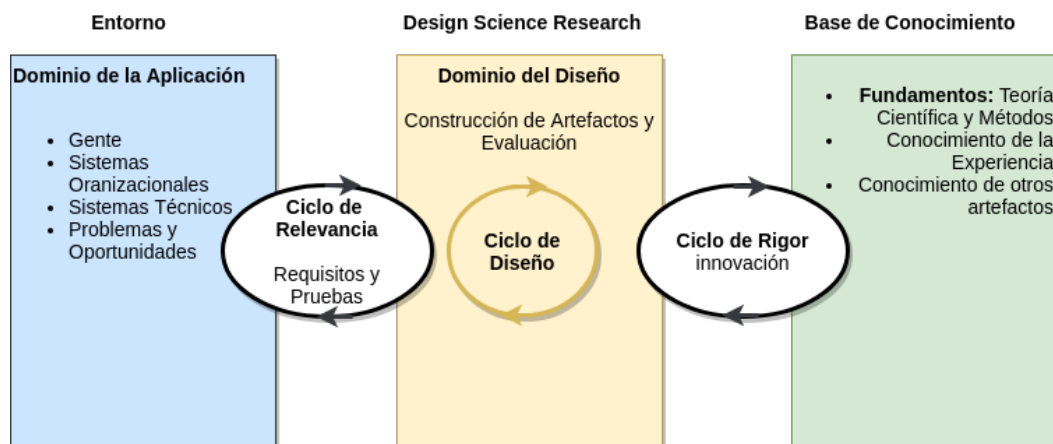 Entorno
Design Science Research
Base de Conocimiento
Dominio de la Aplicación
• Gente
• Sistemas
Oranizacionales
• Sistemas Técnicos
• Problemas y
Oportunidades
Ciclo de
Relevancia
Requisitos y
Pruebas
Dominio del Diseño
Construcción de Artefactos y
Evaluación
Ciclo de
Diseño
Ciclo de Rigor
innovación
• Fundamentos: Teoría
Científica y Métodos
• Conocimiento de la
Experiencia
• Conocimiento de otros
artefactos